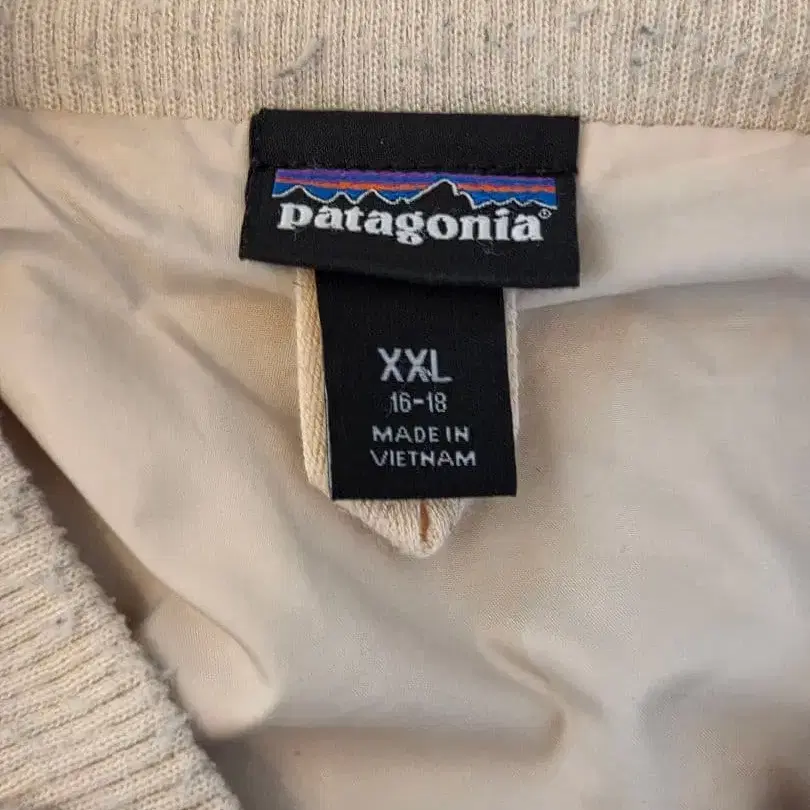 patagonia®
XXL
16-18
MADE IN
VIETNAM